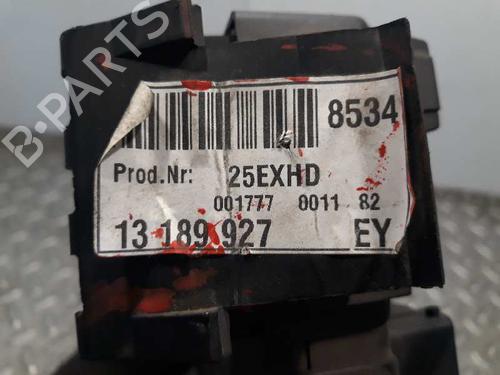 B-PARTS
8534
Prod.Nr: 25EXHD
001777 0011 82
13 189 927 EY